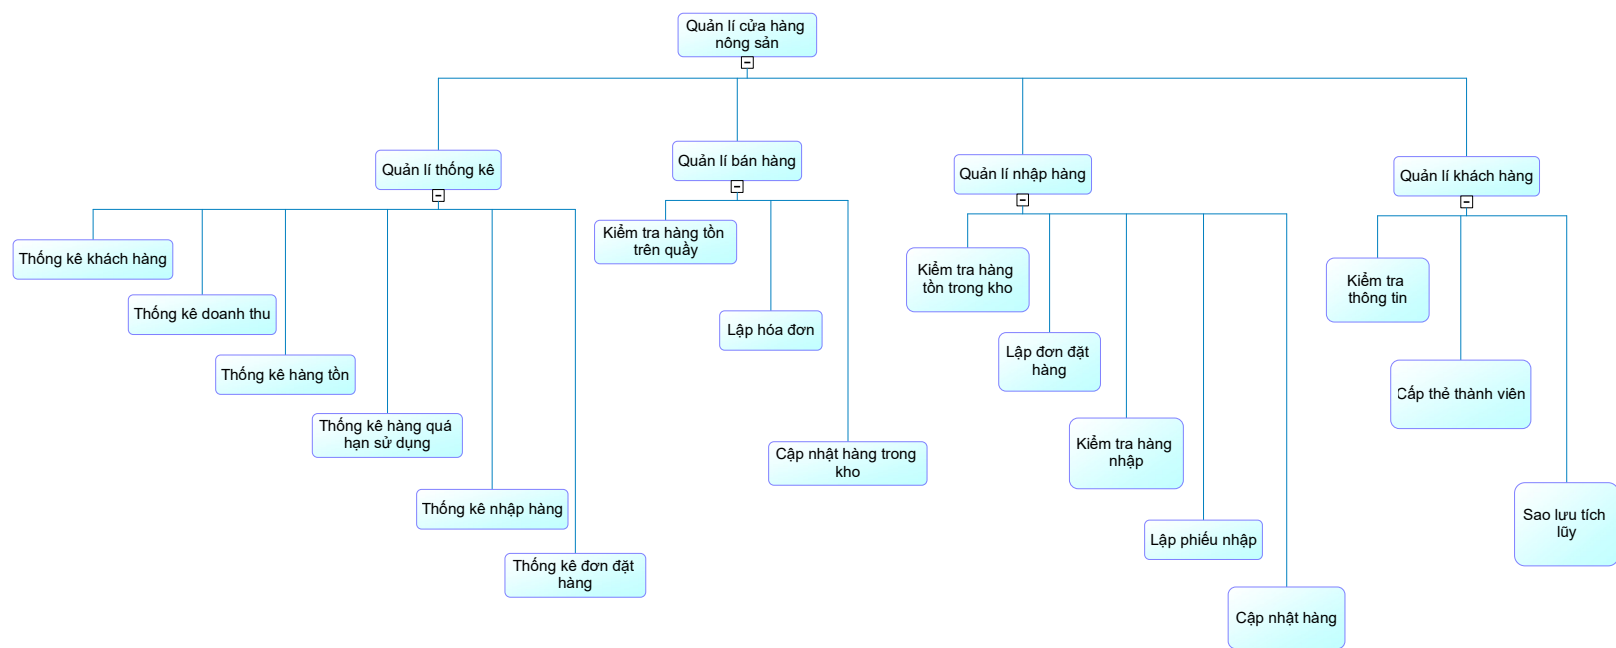 Quản lí cửa hàng
nông sản
Quản lí thống kê
Quản lí bán hàng
Quản lí nhập hàng
Quản lí khách hàng
Thống kê khách hàng
Thống kê doanh thu
Thống kê hàng tồn
Thống kê hàng quá
hạn sử dụng
Thống kê nhập hàng
Thống kê đơn đặt
hàng
Kiểm tra hàng tồn
trên quầy
Lập hóa đơn
Cập nhật hàng trong
kho
Kiểm tra hàng
tồn trong kho
Lập đơn đặt
hàng
Kiểm tra hàng
nhập
Lập phiếu nhập
Cập nhật hàng
Kiểm tra
thông tin
Cấp thẻ thành viên
Sao lưu tích
lũy